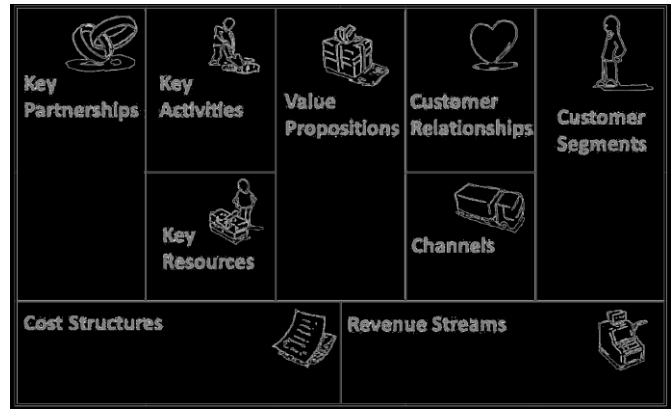 Key
Partnerships
Key
Activities
Value
Propositions
Customer
Relationships
Customer
Segments
Key
Resources
Channels
Cost Structures
Revenue Streams